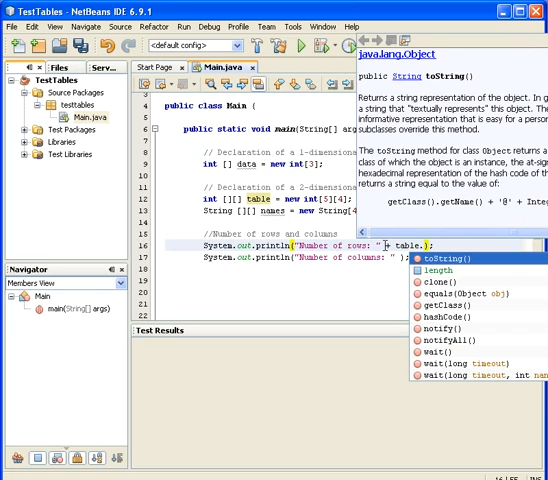 TestTables - NetBeans IDE 6.9.1
File Edit View Navigate Source Refactor Run Debug Profile Team Tools Window Help
<default config>
Files Serv...
TestTables
Source Packages
testtables
Main.java
Test Packages
Libraries
Test Libraries
Navigator
Members View
Main
main(String[] args)
Start Page Main.java
3
4 public class Main {
5
6 public static void main(String[] arg
7
8 // Declaration of a 1-dimensiona
9 int [] data = new int[3];
10
11 // Declaration of a 2-dimensiona
12 int [][] table = new int[5][4];
13 String [][] names = new String[4
14
15 //Number of rows and columns
16 System.out.println("Number of rows: " + table.);
17 System.out.println("Number of columns: " );
18
19
20
21
22
java.lang.Object
public String toString()
Returns a string representation of the object. In g
a string that "textually represents" this object. The
informative representation that is easy for a person
subclasses override this method.
The toString method for class Object returns a
class of which the object is an instance, the at-sign
hexadecimal representation of the hash code of th
returns a string equal to the value of:
getClass().getName() + '@' + Integ
toString()
length
clone()
equals(Object obj)
getClass()
hashCode()
notify()
notifyAll()
wait()
wait(long timeout)
wait(long timeout, int nan
Test Results
16 | 55 INS